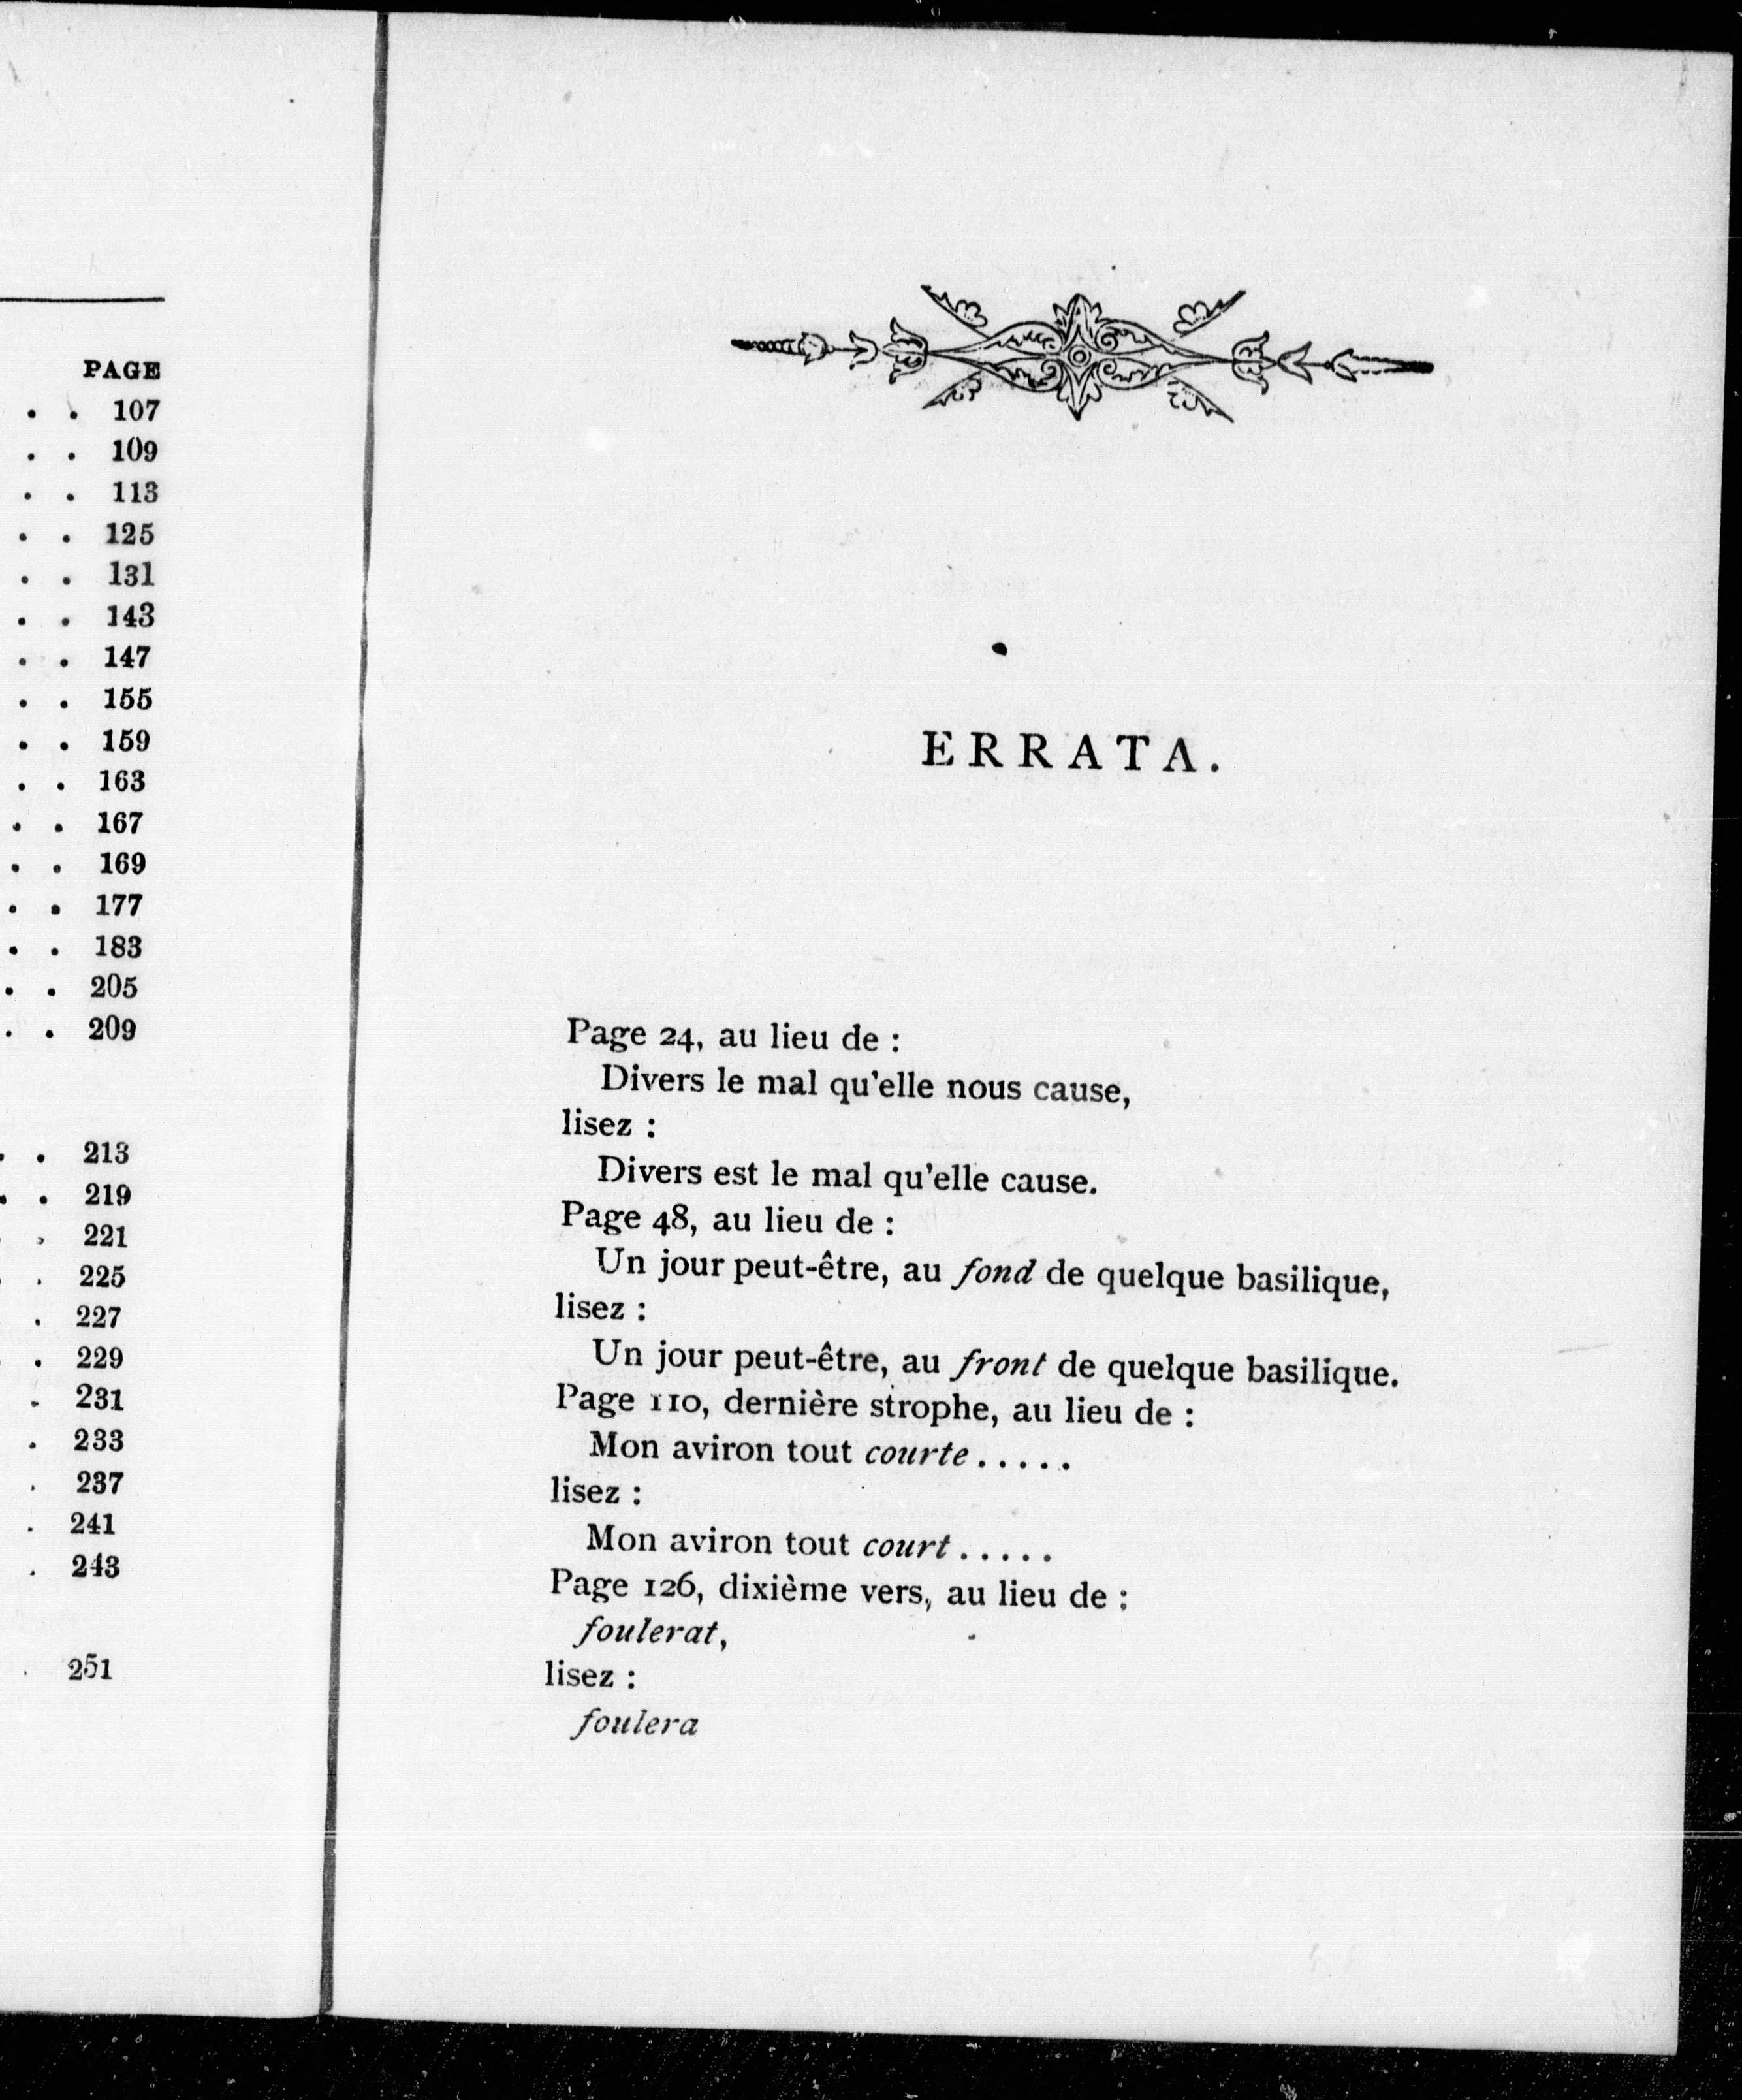 PAGE
. . 107
. . 109
. . 113
. . 125
. . 131
. . 143
. . 147
. . 155
. . 159
. . 163
. . 167
. . 169
. . 177
. . 183
. . 205
. . 209
. . 213
. . 219
. . 221
. . 225
. 227
. . 229
. 231
. 233
. 237
. 241
. 243
. 251
ERRATA.
Page 24, au lieu de :
Divers le mal qu'elle nous cause,
lisez :
Divers est le mal qu'elle cause.
Page 48, au lieu de :
Un jour peut-être, au fond de quelque basilique,
lisez :
Un jour peut-être, au front de quelque basilique.
Page 110, dernière strophe, au lieu de :
Mon aviron tout courte.....
lisez :
Mon aviron tout court.....
Page 126, dixième vers, au lieu de :
foulerat,
lisez :
foulera